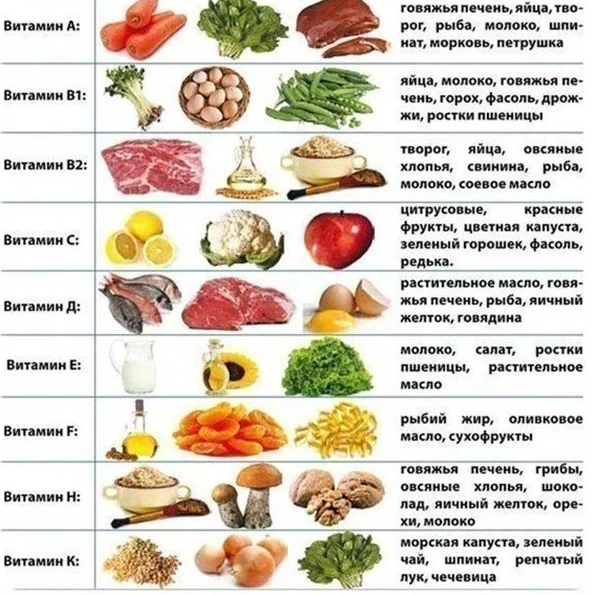 Витамин A:
говяжья печень, яйца, тво-
рог, рыба, молоко, шпи-
нат, морковь, петрушка
Витамин B1:
яйца, молоко, говяжья пе-
чень, горох, фасоль, дрож-
жи, ростки пшеницы
Витамин B2:
творог, яйца, овсяные
хлопья, свинина, рыба,
молоко, соевое масло
Витамин C:
цитрусовые, красные
фрукты, цветная капуста,
зеленый горошек, фасоль,
редька.
Витамин Д:
растительное масло, говя-
жья печень, рыба, яичный
желток, говядина
Витамин E:
молоко, салат, ростки
пшеницы, растительное
масло
Витамин F:
рыбий жир, оливковое
масло, сухофрукты
Витамин H:
говяжья печень, грибы,
овсяные хлопья, шоко-
лад, яичный желток, оре-
хи, молоко
Витамин K:
морская капуста, зеленый
чай, шпинат, репчатый
лук, чечевица